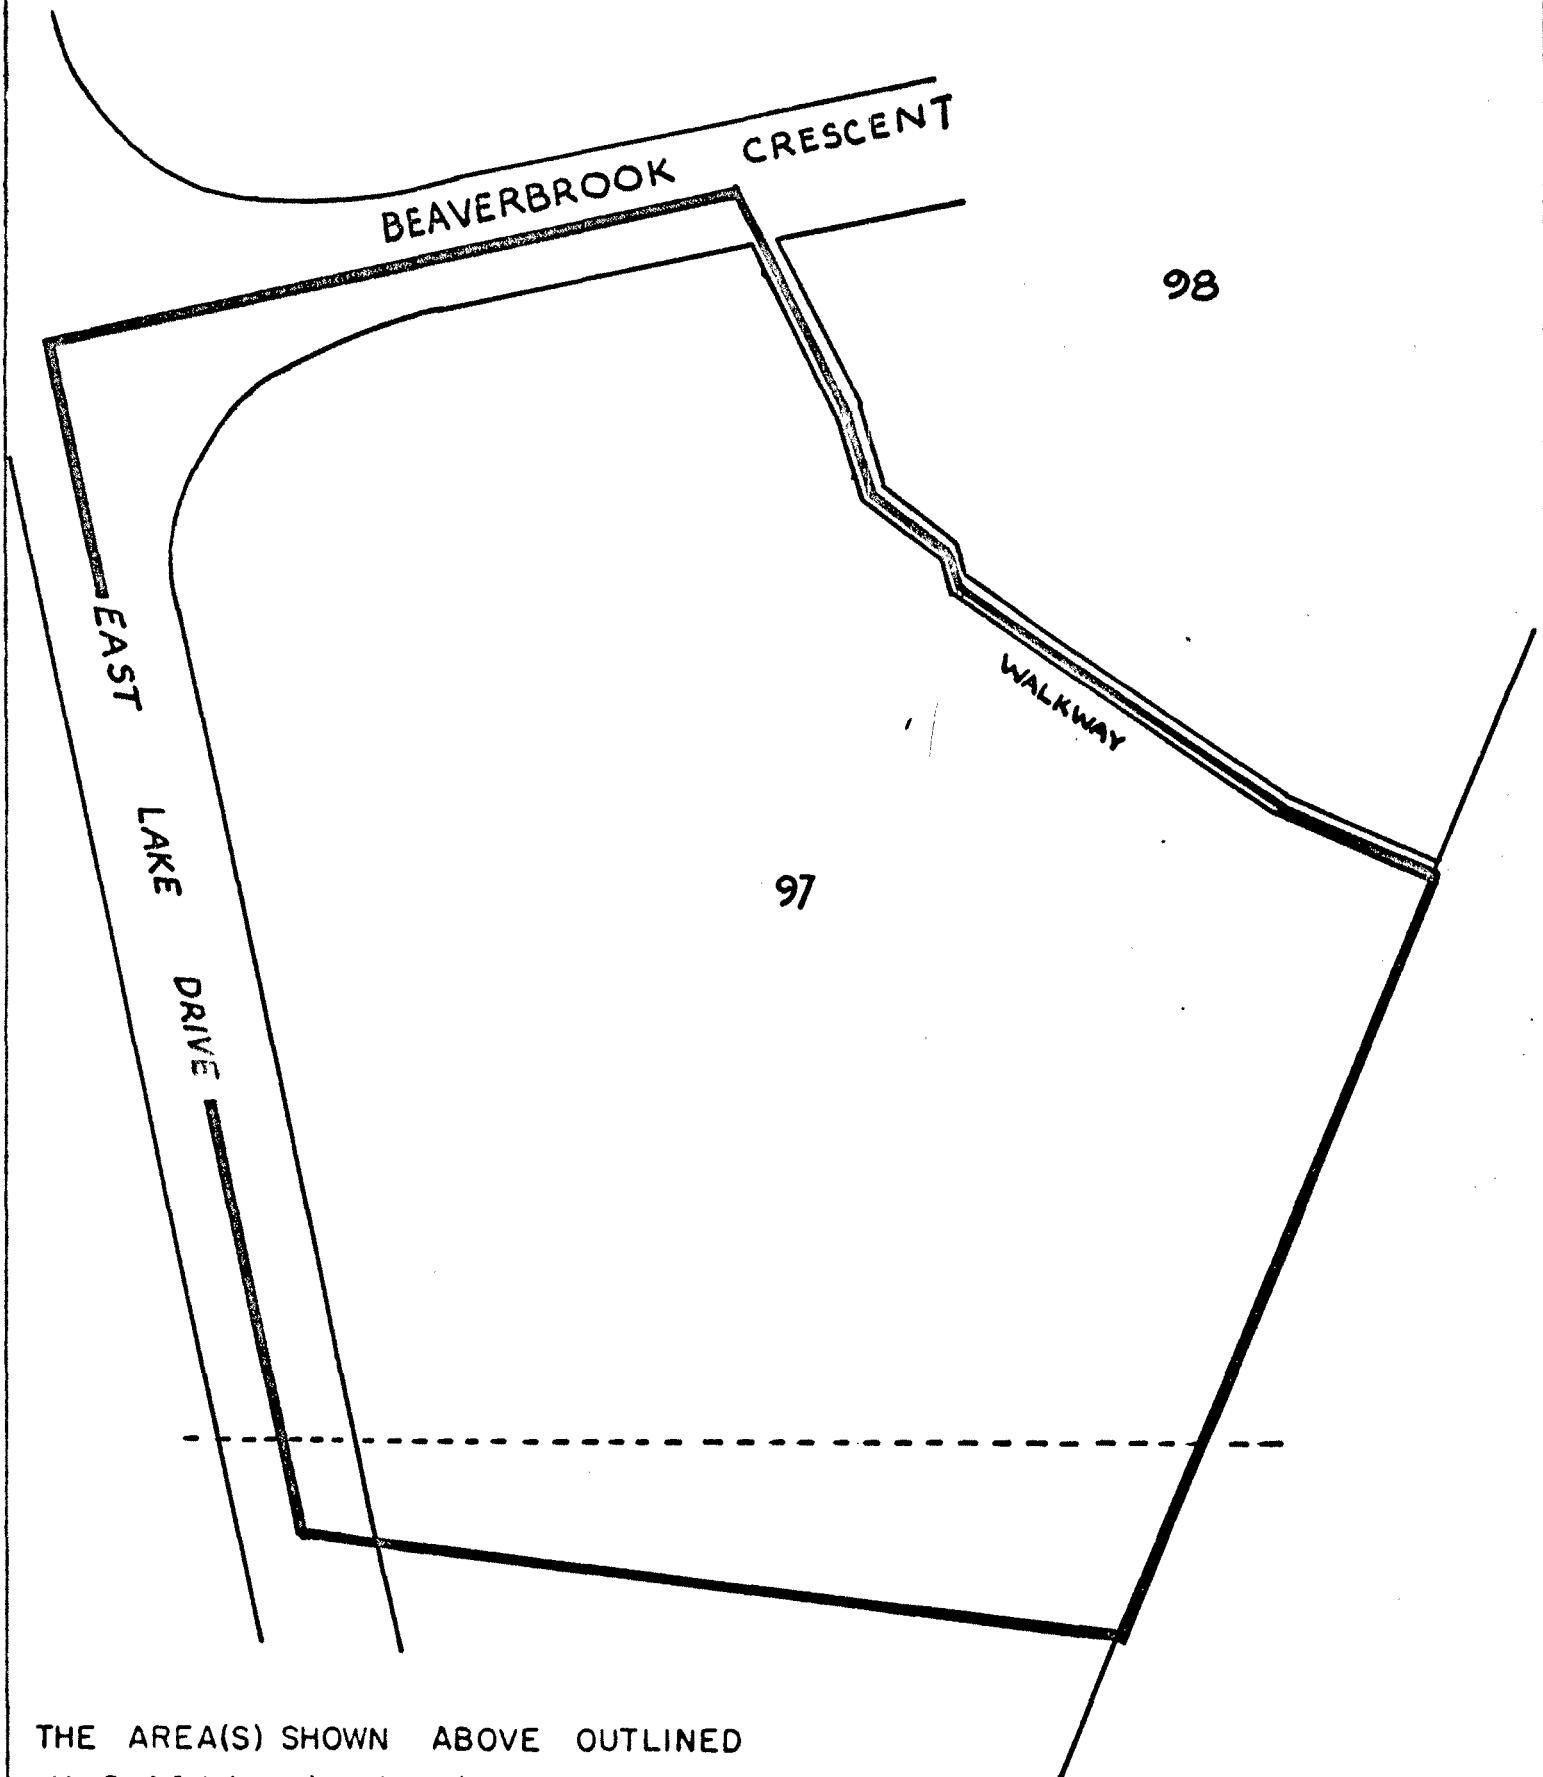 BEAVERBROOK CRESCENT
98
EAST LAKE DRIVE
WALKWAY
97
THE AREA(S) SHOWN ABOVE OUTLINED